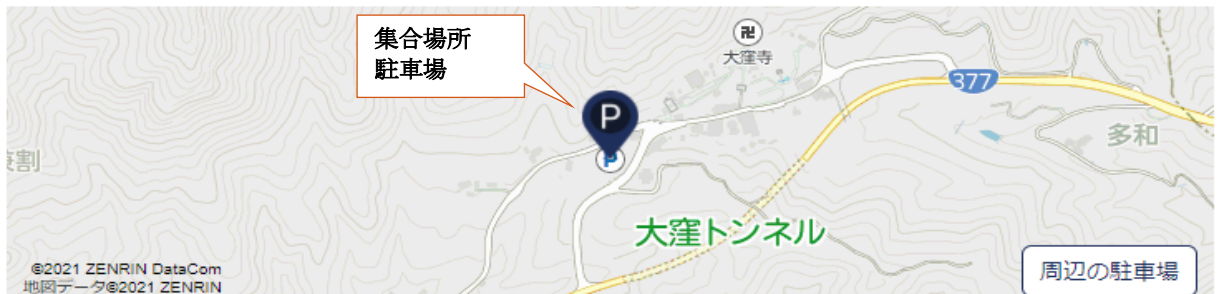 集合場所
駐車場
卍
大窪寺
377
P
P
多和
割
大窪トンネル
©2021 ZENRIN DataCom
地図データ©2021 ZENRIN
周辺の駐車場